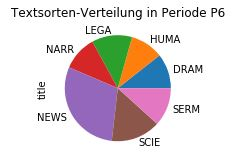 Textsorten-Verteilung in Periode P6
LEGA
HUMA
NARR
DRAM
title
NEWS
SERM
SCIE